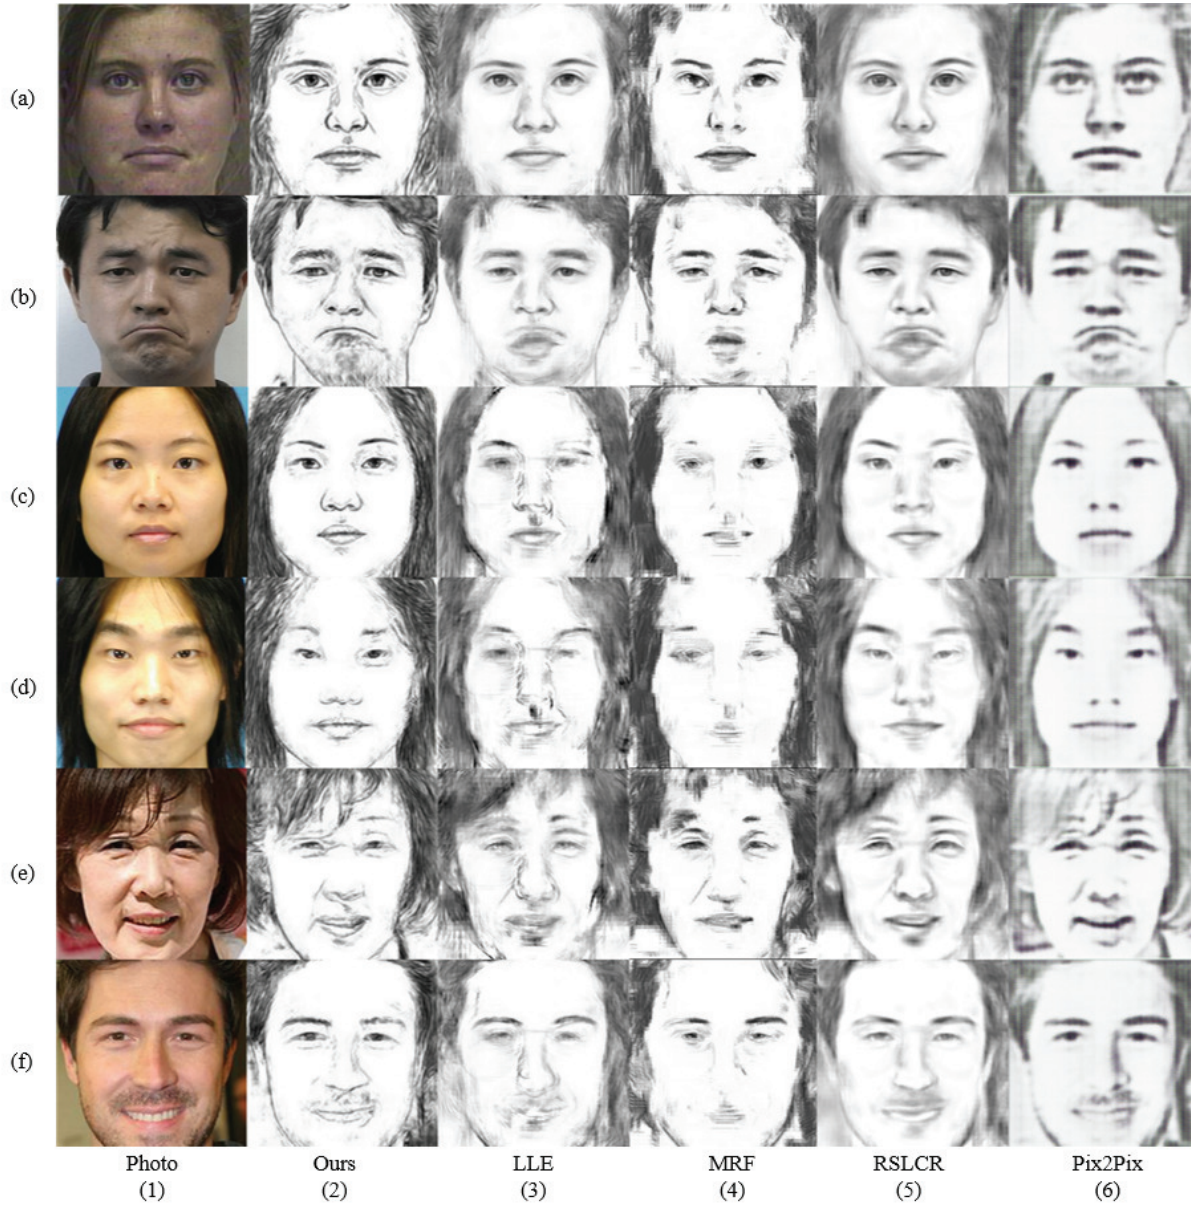 (a)
(b)
(c)
(d)
(e)
(f)
Photo Ours LLE MRF RSLCR Pix2Pix
(1) (2) (3) (4) (5) (6)